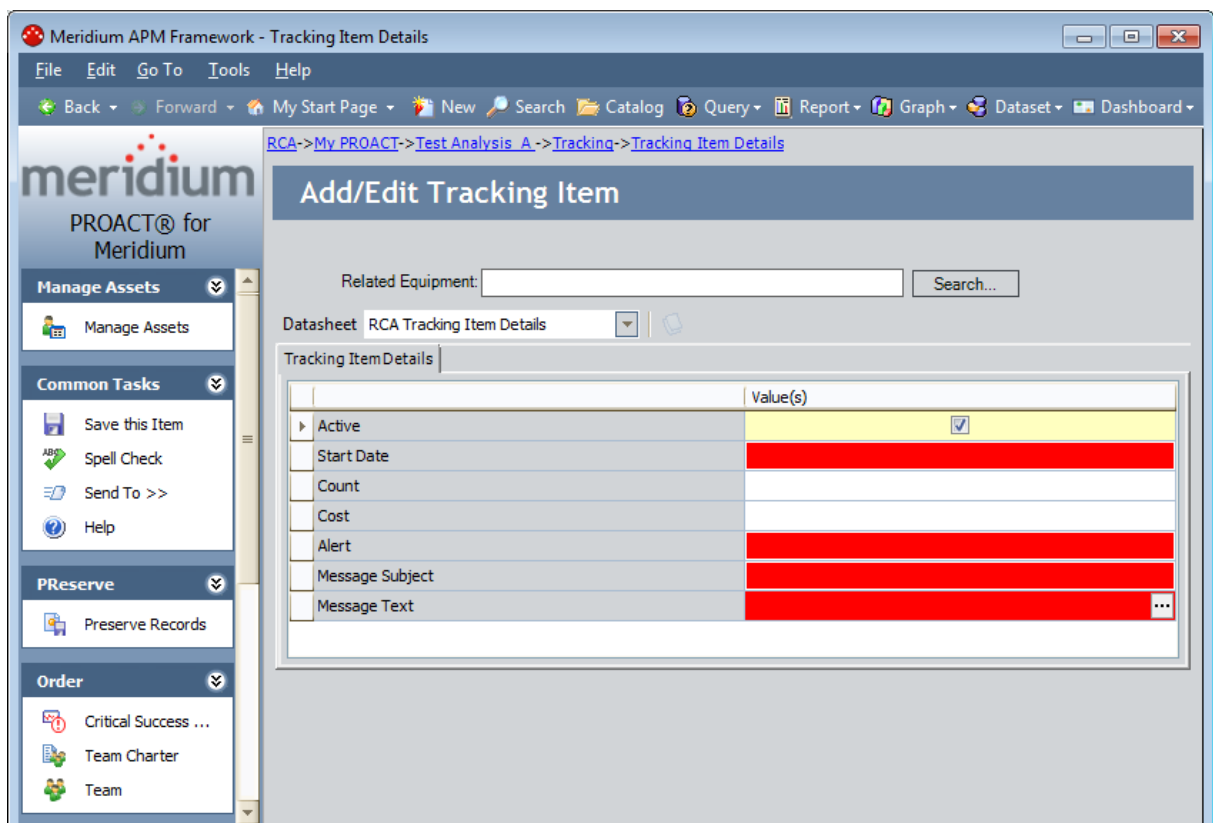 Meridium APM Framework - Tracking Item Details
File Edit Go To Tools Help
Back Forward My Start Page New Search Catalog Query Report Graph Dataset Dashboard
RCA->My PROACT->Test Analysis A ->Tracking->Tracking Item Details
meridium
PROACT® for
Meridium
Add/Edit Tracking Item
Related Equipment:
Search...
Datasheet RCA Tracking Item Details
Tracking Item Details
Value(s)
Active
Start Date
Count
Cost
Alert
Message Subject
Message Text
...
Manage Assets
Manage Assets
Common Tasks
Save this Item
ABC
Spell Check
Send To >>
Help
PReserve
Preserve Records
Order
Critical Success ...
Team Charter
Team